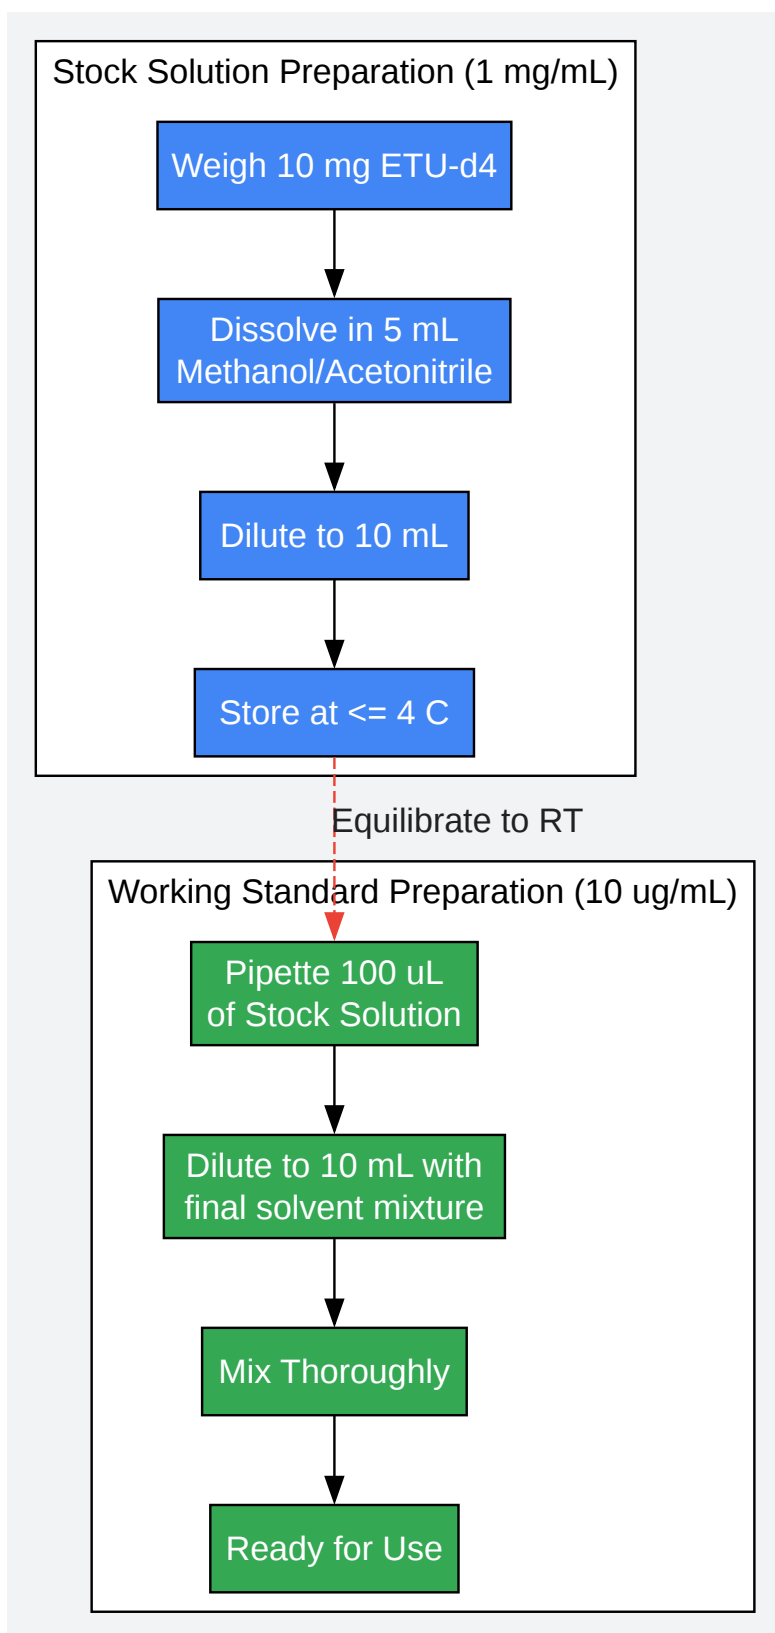 Stock Solution Preparation (1 mg/mL)
Weigh 10 mg ETU-d4
Dissolve in 5 mL
Methanol/Acetonitrile
Dilute to 10 mL
Store at <= 4 C
Equilibrate to RT
Working Standard Preparation (10 ug/mL)
Pipette 100 uL
of Stock Solution
Dilute to 10 mL with
final solvent mixture
Mix Thoroughly
Ready for Use